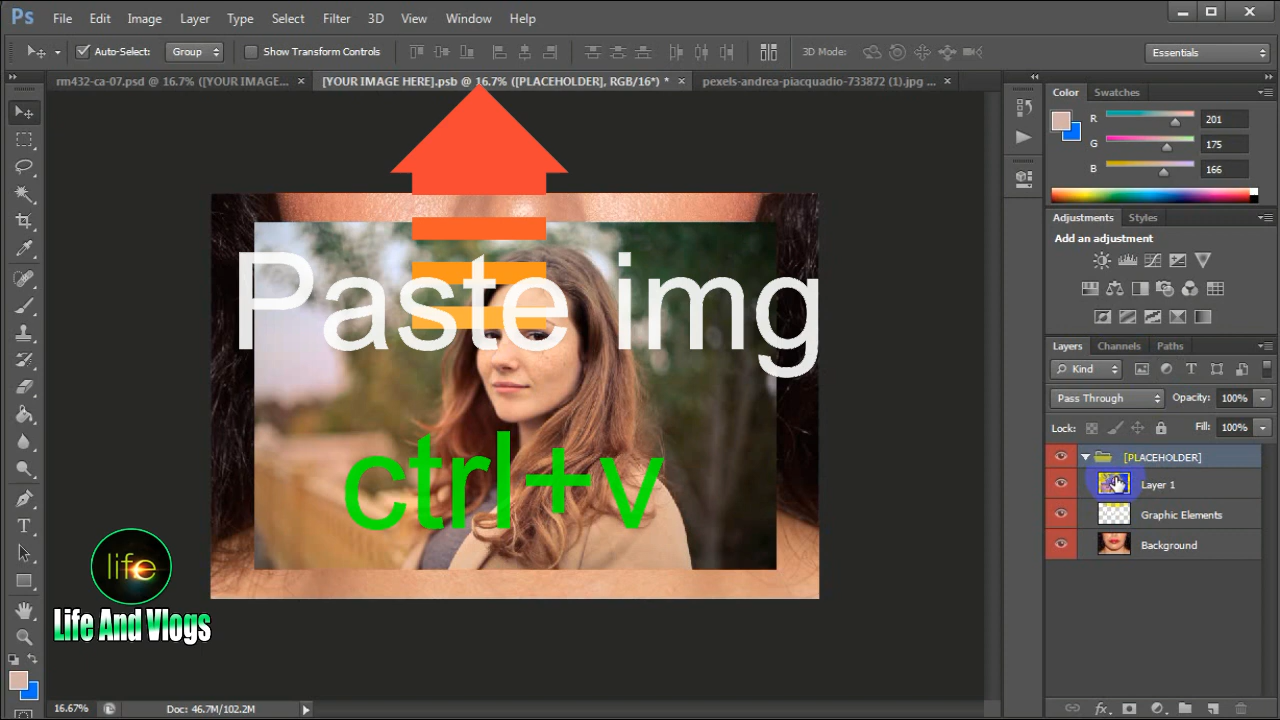 Ps File Edit Image Layer Type Select Filter 3D View Window Help
Auto-Select: Group Show Transform Controls 3D Mode: Essentials
rm432-ca-07.psd @ 16.7% ([YOUR IMAGE... × [YOUR IMAGE HERE].psb @ 16.7% ([PLACEHOLDER], RGB/16*) * × pexels-andrea-piacquadio-733872 (1).jpg ... ×
Color Swatches
R 201
G 175
B 166
Adjustments Styles
Add an adjustment
Paste img
ctrl+v
Layers Channels Paths
Kind
Pass Through Opacity: 100%
Lock: Fill: 100%
[PLACEHOLDER]
Layer 1
Graphic Elements
Background
life
Life And Vlogs
16.67% Doc: 46.7M/102.2M